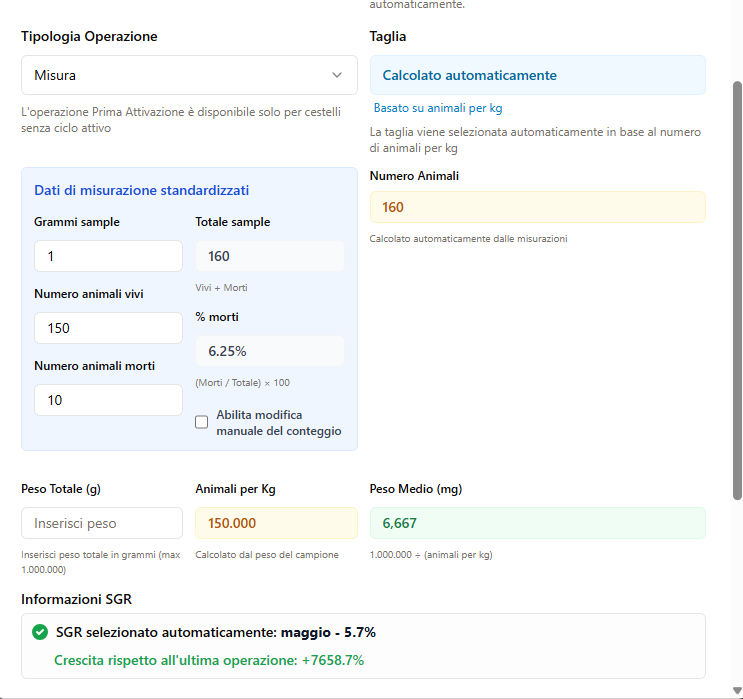 automaticamente.
Tipologia Operazione
Misura
L'operazione Prima Attivazione è disponibile solo per cestelli
senza ciclo attivo
Taglia
Calcolato automaticamente
Basato su animali per kg
La taglia viene selezionata automaticamente in base al numero
di animali per kg
Numero Animali
160
Calcolato automaticamente dalle misurazioni
Dati di misurazione standardizzati
Grammi sample
1
Numero animali vivi
150
Numero animali morti
10
Totale sample
160
Vivi + Morti
% morti
6.25%
(Morti / Totale) × 100
Abilita modifica
manuale del conteggio
Peso Totale (g)
Inserisci peso
Inserisci peso totale in grammi (max
1.000.000)
Animali per Kg
150.000
Calcolato dal peso del campione
Peso Medio (mg)
6,667
1.000.000 ÷ (animali per kg)
Informazioni SGR
SGR selezionato automaticamente: maggio - 5.7%
Crescita rispetto all'ultima operazione: +7658.7%